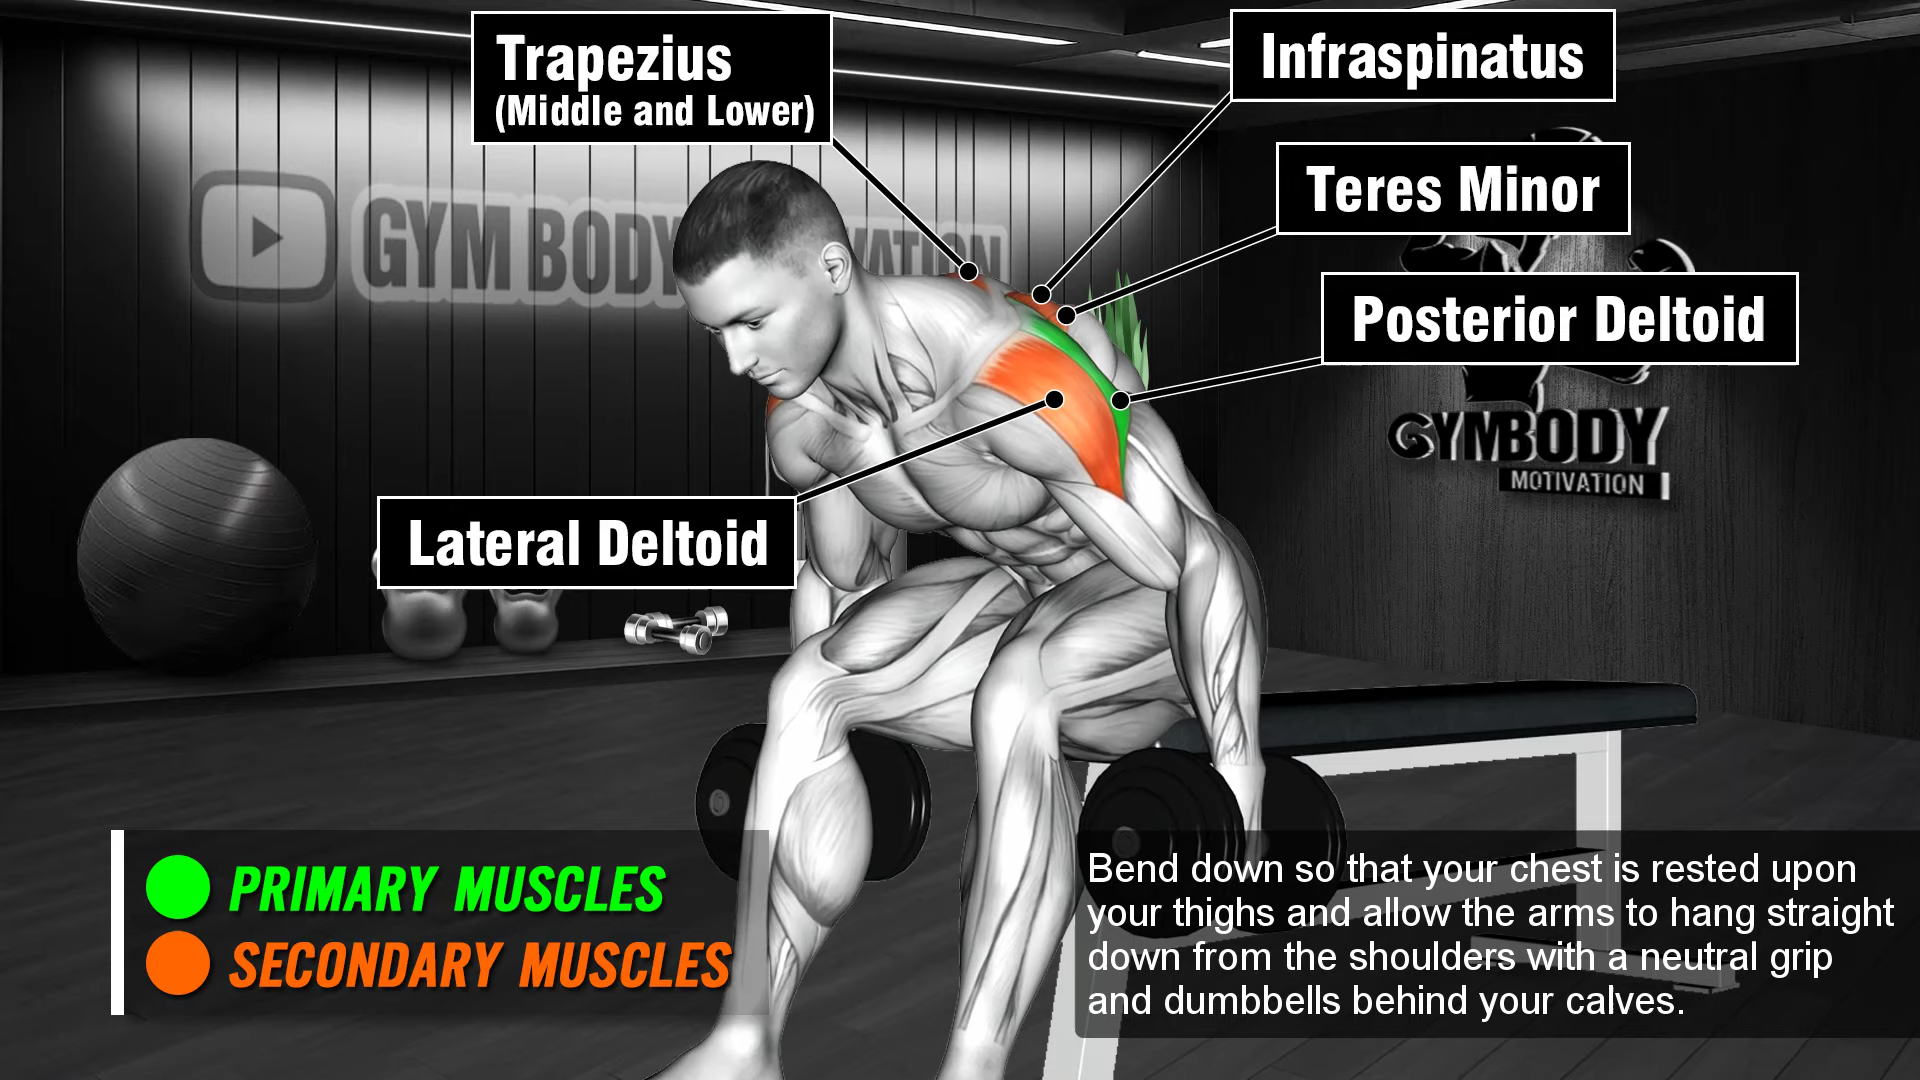 Trapezius
(Middle and Lower)
Infraspinatus
Teres Minor
Posterior Deltoid
Lateral Deltoid
GYM BODY
GYMBODY
MOTIVATION
PRIMARY MUSCLES
SECONDARY MUSCLES
Bend down so that your chest is rested upon
your thighs and allow the arms to hang straight
down from the shoulders with a neutral grip
and dumbbells behind your calves.